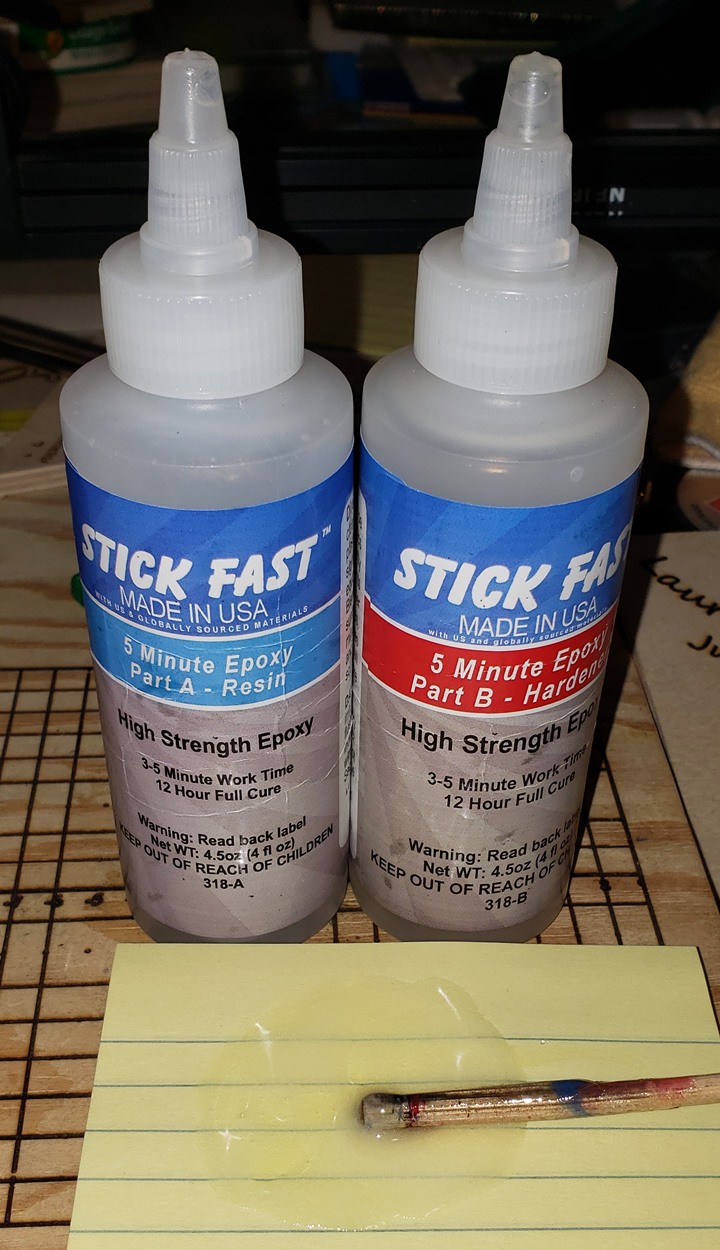 STICK FAST™
MADE IN USA
WITH US & GLOBALLY SOURCED MATERIALS
5 Minute Epoxy
Part A - Resin
High Strength Epoxy
3-5 Minute Work Time
12 Hour Full Cure
Warning: Read back label
Net WT: 4.5oz (4 fl oz)
KEEP OUT OF REACH OF CHILDREN
318-A
STICK FAS
MADE IN USA
with US and globally sourced materials
5 Minute Epoxy
Part B - Hardene
High Strength Epo
3-5 Minute Work Time
12 Hour Full Cure
Warning: Read back
Net WT: 4.5oz (4 fl oz
KEEP OUT OF REACH OF
318-B